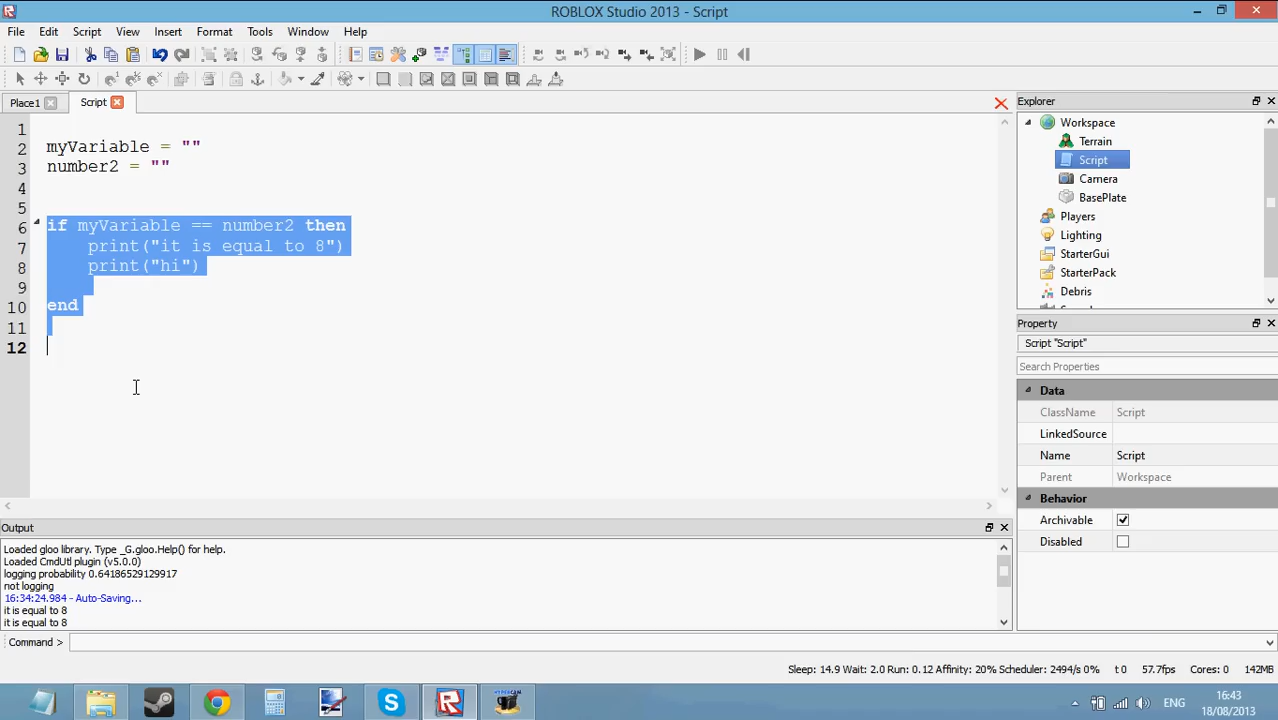 ROBLOX Studio 2013 - Script
File Edit View Script Insert Format Tools Window Help
Place1
Script
1
2 myVariable = ""
3 number2 = ""
4
5
6 if myVariable == number2 then
7 print("it is equal to 8")
8 print("hi")
9
10 end
11
12
Explorer
Workspace
Terrain
Script
Camera
BasePlate
Players
Lighting
StarterGui
StarterPack
Debris
Property
Script "Script"
Search Properties
Data
ClassName Script
LinkedSource
Name Script
Parent Workspace
Behavior
Archivable
Disabled
Output
Loaded gloo library. Type _G.gloo.Help() for help.
Loaded CmdUtl plugin (v5.0.0)
logging probability 0.64186529129917
not logging
16:34:24.984 - Auto-Saving...
it is equal to 8
it is equal to 8
Command >
Sleep: 14.9 Wait: 2.0 Run: 0.12 Affinity: 20% Scheduler: 2494/s 0% t 0 57.7fps Cores: 0 142MB
ENG
16:43
18/08/2013